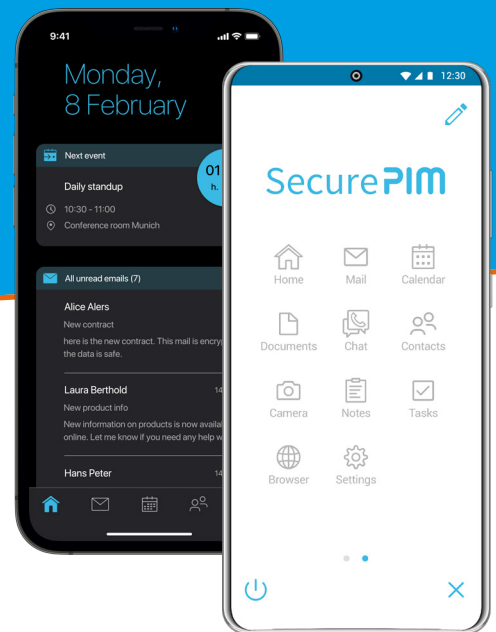 9:41
Monday,
8 February
Next event
01
h.
Daily standup
10:30 - 11:00
Conference room Munich
All unread emails (7)
Alice Alers
New contract
here is the new contract. This mail is encry
the data is safe.
Laura Berthold 14
New product info
New information on products is now availa
online. Let me know if you need any help w
Hans Peter 14
12:30
SecurePIM
Home Mail Calendar
Documents Chat Contacts
Camera Notes Tasks
Browser Settings